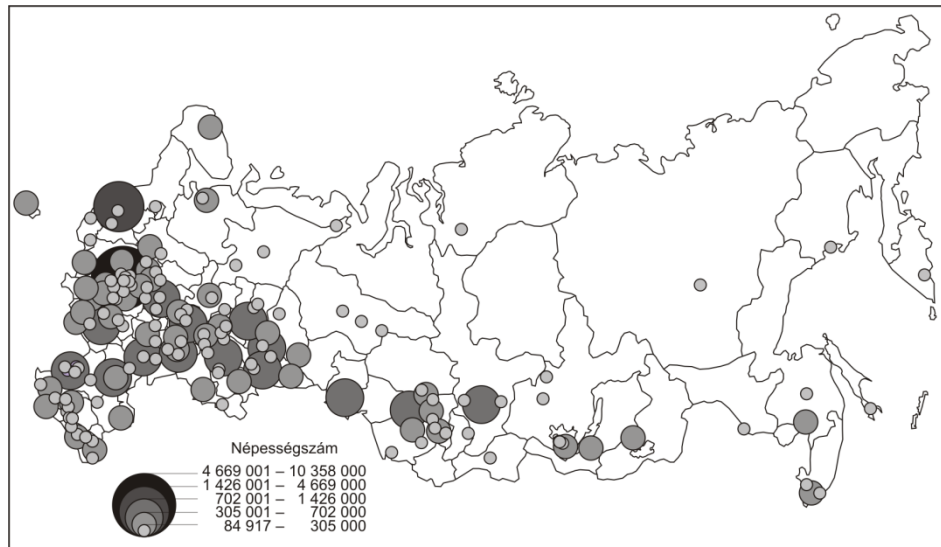 Népességszám
4 669 001 – 10 358 000
1 426 001 – 4 669 000
702 001 – 1 426 000
305 001 – 702 000
84 917 – 305 000